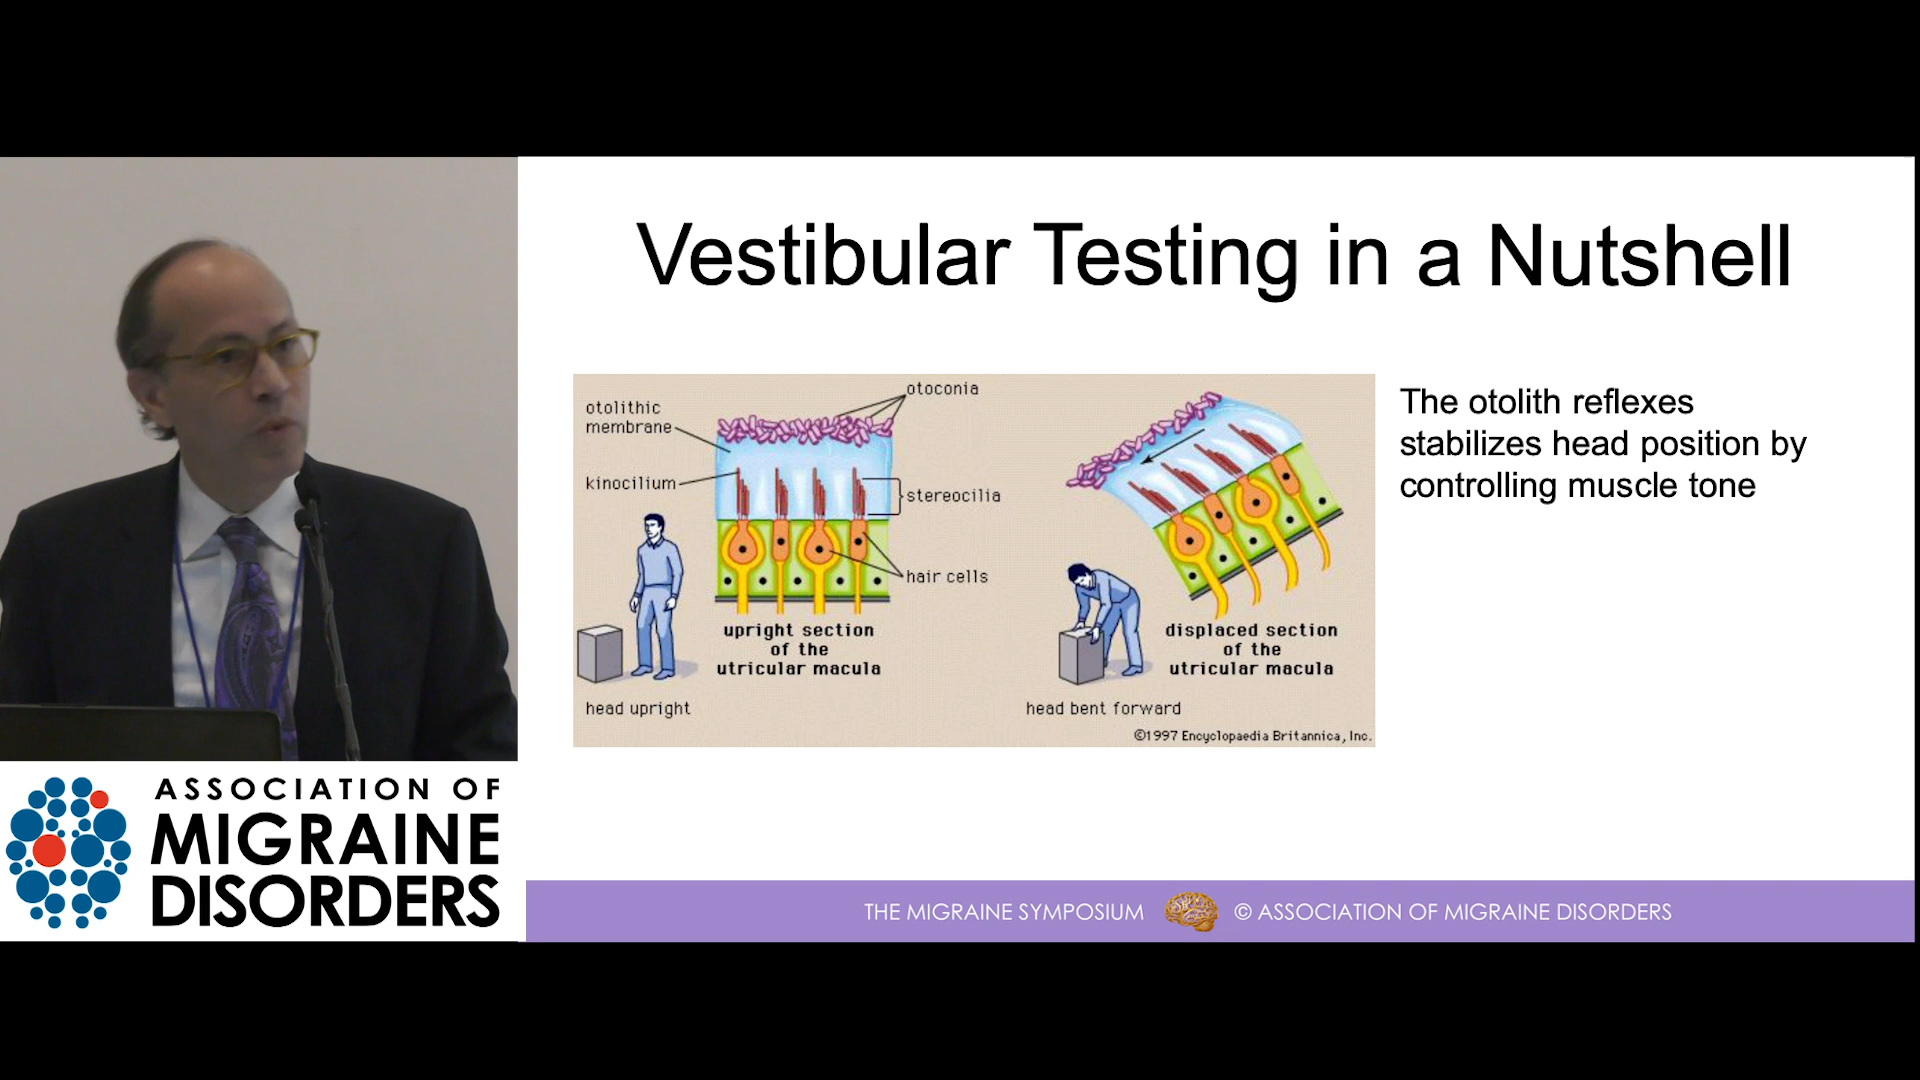 Vestibular Testing in a Nutshell
otolithic
membrane
kinocilium
otoconia
stereocilia
hair cells
upright section
of the
utricular macula
head upright
displaced section
of the
utricular macula
head bent forward
©1997 Encyclopaedia Britannica, Inc.
The otolith reflexes
stabilizes head position by
controlling muscle tone
ASSOCIATION OF
MIGRAINE
DISORDERS
THE MIGRAINE SYMPOSIUM © ASSOCIATION OF MIGRAINE DISORDERS